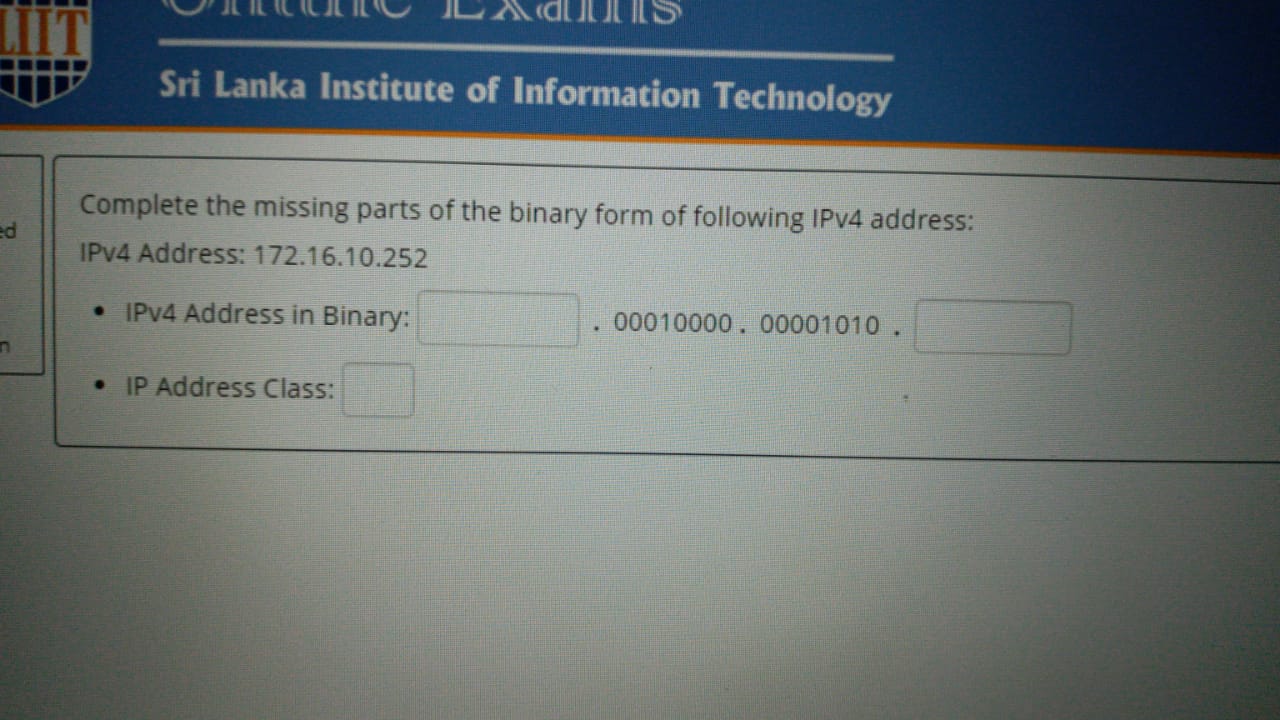 LIIT
Online Exams
Sri Lanka Institute of Information Technology
ed
n
Complete the missing parts of the binary form of following IPv4 address:
IPv4 Address: 172.16.10.252
• IPv4 Address in Binary: . 00010000. 00001010 .
• IP Address Class: